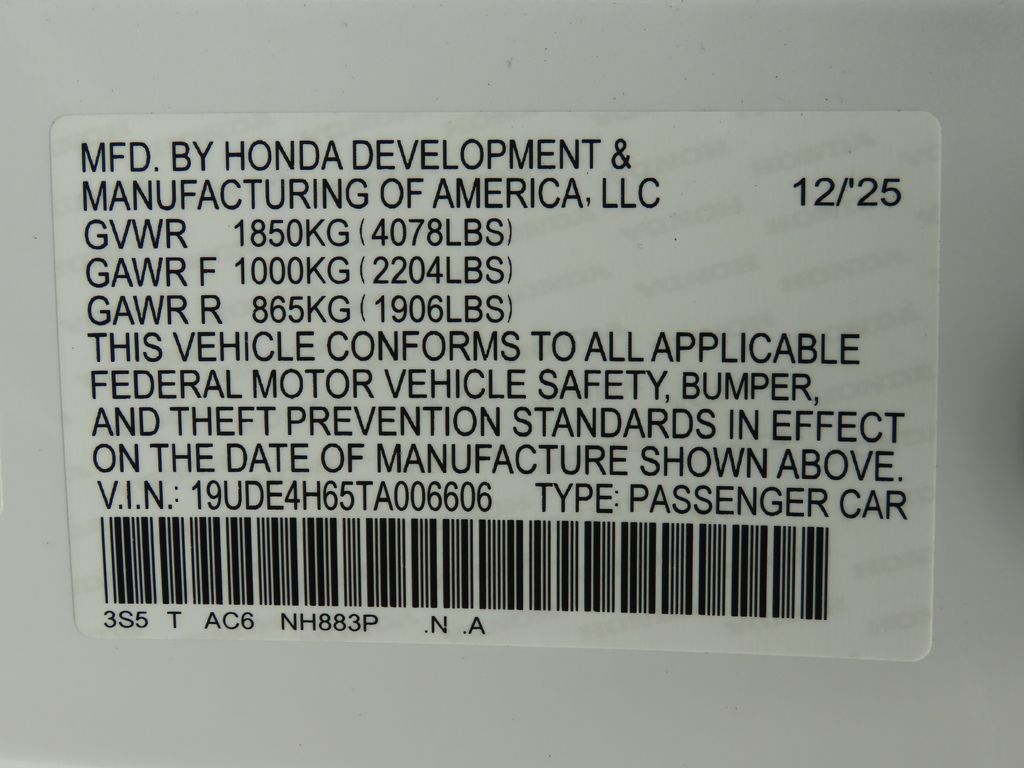 MFD. BY HONDA DEVELOPMENT &
MANUFACTURING OF AMERICA, LLC 12/'25
GVWR 1850KG (4078LBS)
GAWR F 1000KG (2204LBS)
GAWR R 865KG (1906LBS)
THIS VEHICLE CONFORMS TO ALL APPLICABLE
FEDERAL MOTOR VEHICLE SAFETY, BUMPER,
AND THEFT PREVENTION STANDARDS IN EFFECT
ON THE DATE OF MANUFACTURE SHOWN ABOVE.
V.I.N.: 19UDE4H65TA006606 TYPE: PASSENGER CAR
3S5 T AC6 NH883P .N .A